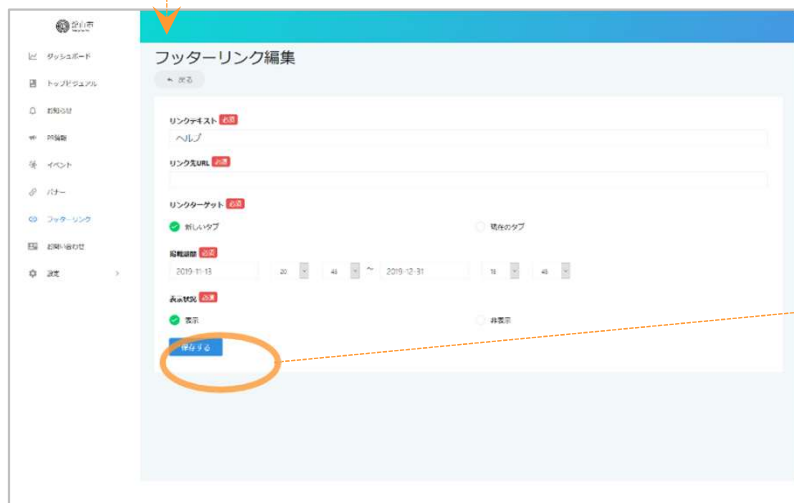 ダッシュボード
トップビジュアル
お知らせ
PR情報
イベント
バナー
フッターリンク
お問い合わせ
設定
フッターリンク編集
戻る
リンクテキスト 必須
ヘルプ
リンク先URL 必須
リンクターゲット 必須
新しいタブ 現在のタブ
掲載期間 必須
2019-11-13 20 ～ 2019-12-31 18
表示状況 必須
表示 非表示
保存する